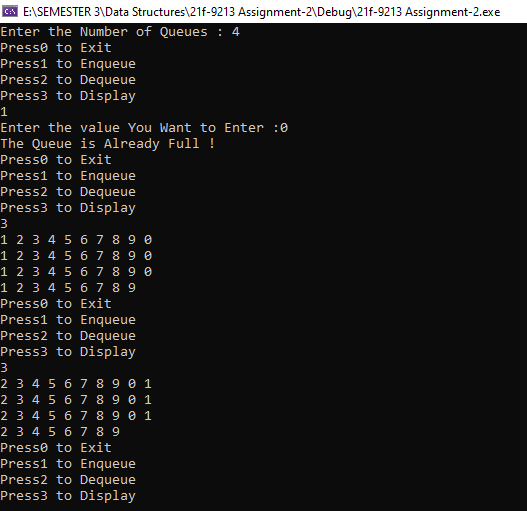 E:\SEMESTER 3\Data Structures\21f-9213 Assignment-2\Debug\21f-9213 Assignment-2.exe
Enter the Number of Queues : 4
Press0 to Exit
Press1 to Enqueue
Press2 to Dequeue
Press3 to Display
1
Enter the value You Want to Enter :0
The Queue is Already Full !
Press0 to Exit
Press1 to Enqueue
Press2 to Dequeue
Press3 to Display
3
1 2 3 4 5 6 7 8 9 0
1 2 3 4 5 6 7 8 9 0
1 2 3 4 5 6 7 8 9 0
1 2 3 4 5 6 7 8 9
Press0 to Exit
Press1 to Enqueue
Press2 to Dequeue
Press3 to Display
3
2 3 4 5 6 7 8 9 0 1
2 3 4 5 6 7 8 9 0 1
2 3 4 5 6 7 8 9 0 1
2 3 4 5 6 7 8 9
Press0 to Exit
Press1 to Enqueue
Press2 to Dequeue
Press3 to Display